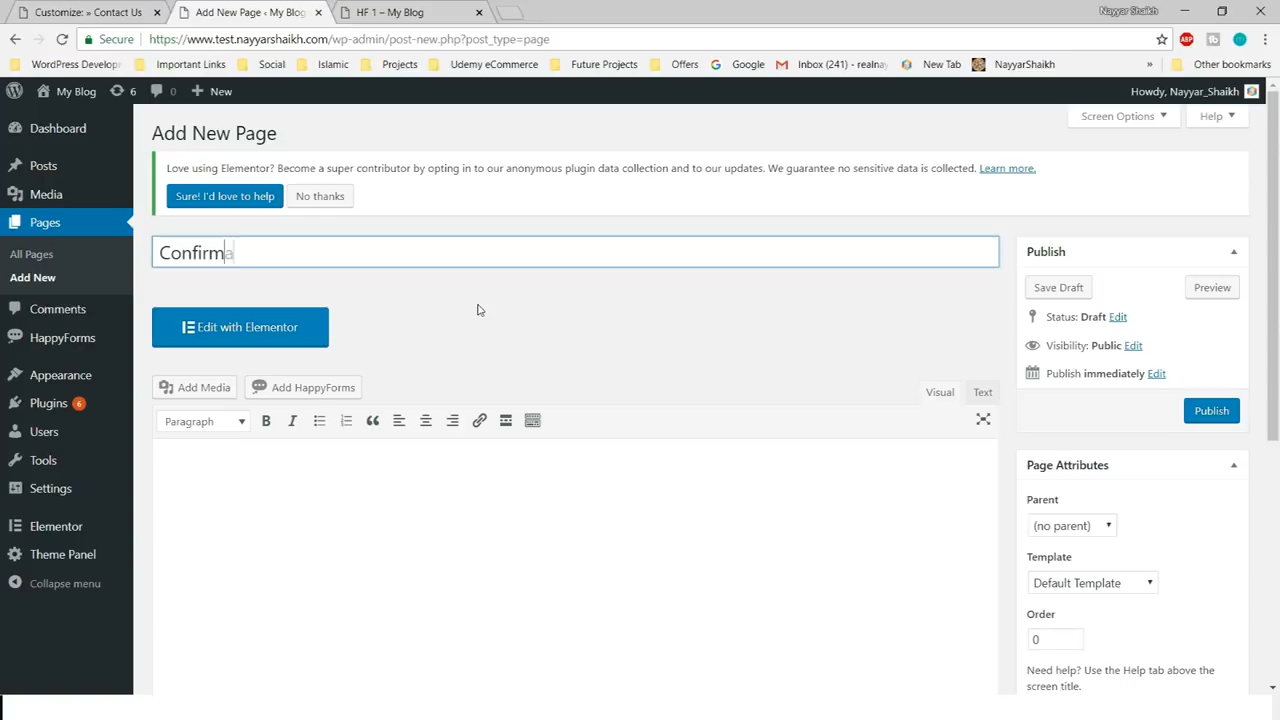 Customize: » Contact Us
Add New Page ‹ My Blog
HF 1 – My Blog
Nayyar Shaikh
Secure
https://www.test.nayyarshaikh.com/wp-admin/post-new.php?post_type=page
ABP
WordPress Develop
Important Links
Social
Islamic
Projects
Udemy eCommerce
Future Projects
Offers
Google
Inbox (241) - realna
New Tab
NayyarShaikh
»
Other bookmarks
My Blog
6
0
New
Howdy, Nayyar_Shaikh
Dashboard
Posts
Media
Pages
All Pages
Add New
Comments
HappyForms
Appearance
Plugins 6
Users
Tools
Settings
Elementor
Theme Panel
Collapse menu
Screen Options
Help
Add New Page
Love using Elementor? Become a super contributor by opting in to our anonymous plugin data collection and to our updates. We guarantee no sensitive data is collected. Learn more.
Sure! I'd love to help
No thanks
Confirma
Edit with Elementor
Add Media
Add HappyForms
Visual
Text
Paragraph
B
I
Publish
Save Draft
Preview
Status: Draft Edit
Visibility: Public Edit
Publish immediately Edit
Publish
Page Attributes
Parent
(no parent)
Template
Default Template
Order
0
Need help? Use the Help tab above the
screen title.